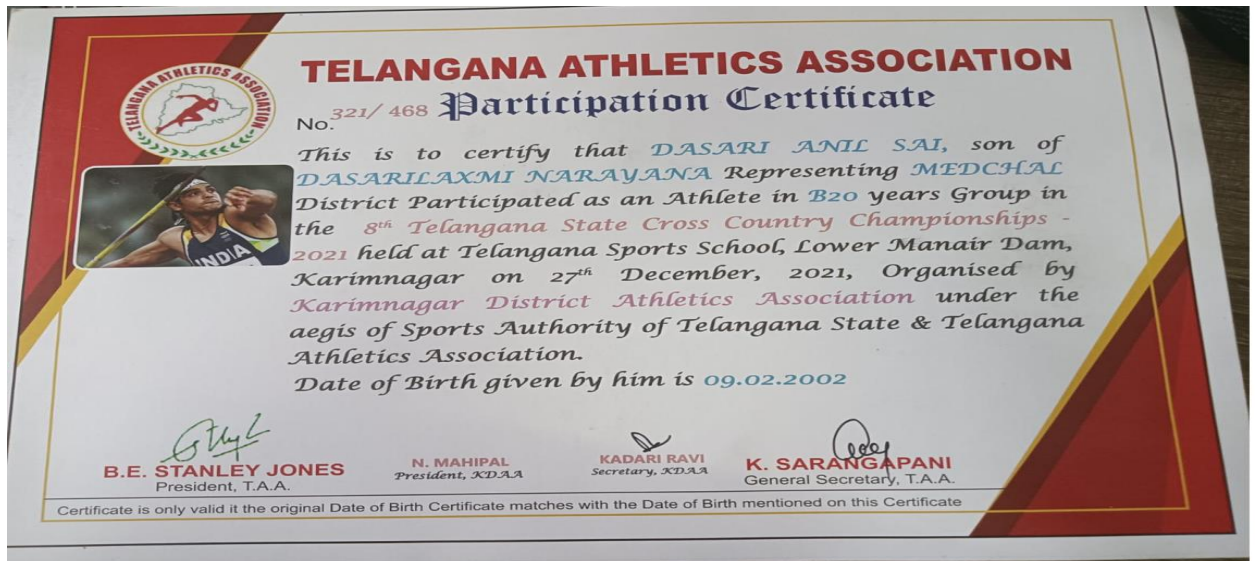 TELANGANA ATHLETICS ASSOCIATION
TELANGANA ATHLETICS ASSOCIATION
No. 321/ 468 Participation Certificate
This is to certify that DASARI ANIL SAI, son of
DASARILAXMI NARAYANA Representing MEDCHAL
District Participated as an Athlete in B20 years Group in
the 8th Telangana State Cross Country Championships -
2021 held at Telangana Sports School, Lower Manair Dam,
Karimnagar on 27th December, 2021, Organised by
Karimnagar District Athletics Association under the
aegis of Sports Authority of Telangana State & Telangana
Athletics Association.
Date of Birth given by him is 09.02.2002
INDIA
B.E. STANLEY JONES
President, T.A.A.
N. MAHIPAL
President, KDAA
KADARI RAVI
Secretary, KDAA
K. SARANGAPANI
General Secretary, T.A.A.
Certificate is only valid it the original Date of Birth Certificate matches with the Date of Birth mentioned on this Certificate